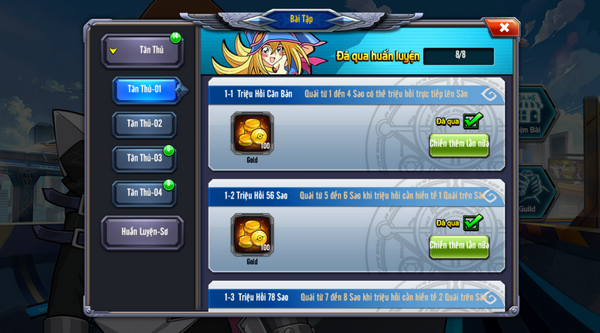 Bài Tập
Tân Thủ
Đã qua huấn luyện 8/8
Tân Thủ-01
Tân Thủ-02
Tân Thủ-03
Tân Thủ-04
Huấn Luyện-Sơ
1-1 Triệu Hồi Căn Bản Quái từ 1 đến 4 Sao có thể triệu hồi trực tiếp lên Sân
100
Gold
Đã qua
Chiến thêm lần nữa
1-2 Triệu Hồi 56 Sao Quái từ 5 đến 6 Sao khi triệu hồi cần hiến tế 1 Quái trên Sân
100
Gold
Đã qua
Chiến thêm lần nữa
1-3 Triệu Hồi 78 Sao Quái từ 7 đến 8 Sao khi triệu hồi cần hiến tế 2 Quái trên Sân
Bài
Guild